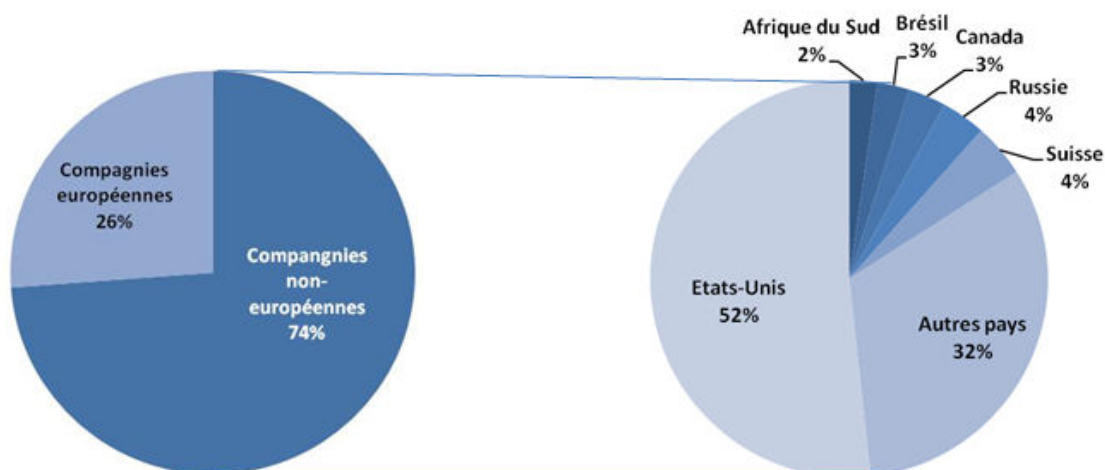 Compagnies
européennes
26%
Compangnies
non-
européennes
74%
Afrique du Sud
2%
Brésil
3%
Canada
3%
Russie
4%
Suisse
4%
Autres pays
32%
Etats-Unis
52%